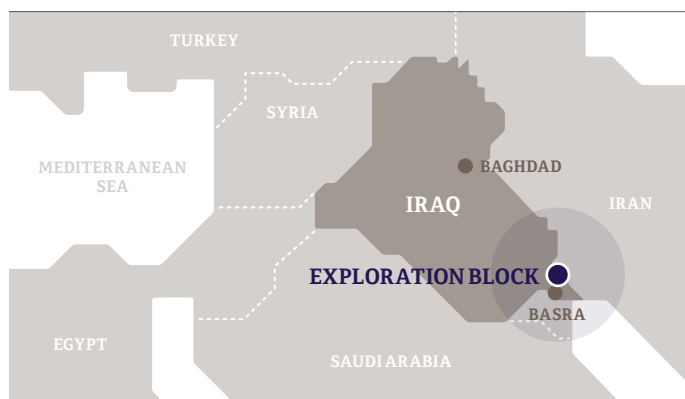 TURKEY
SYRIA
MEDITERRANEAN
SEA
BAGHDAD
IRAQ
IRAN
EXPLORATION BLOCK
BASRA
EGYPT
SAUDI ARABIA